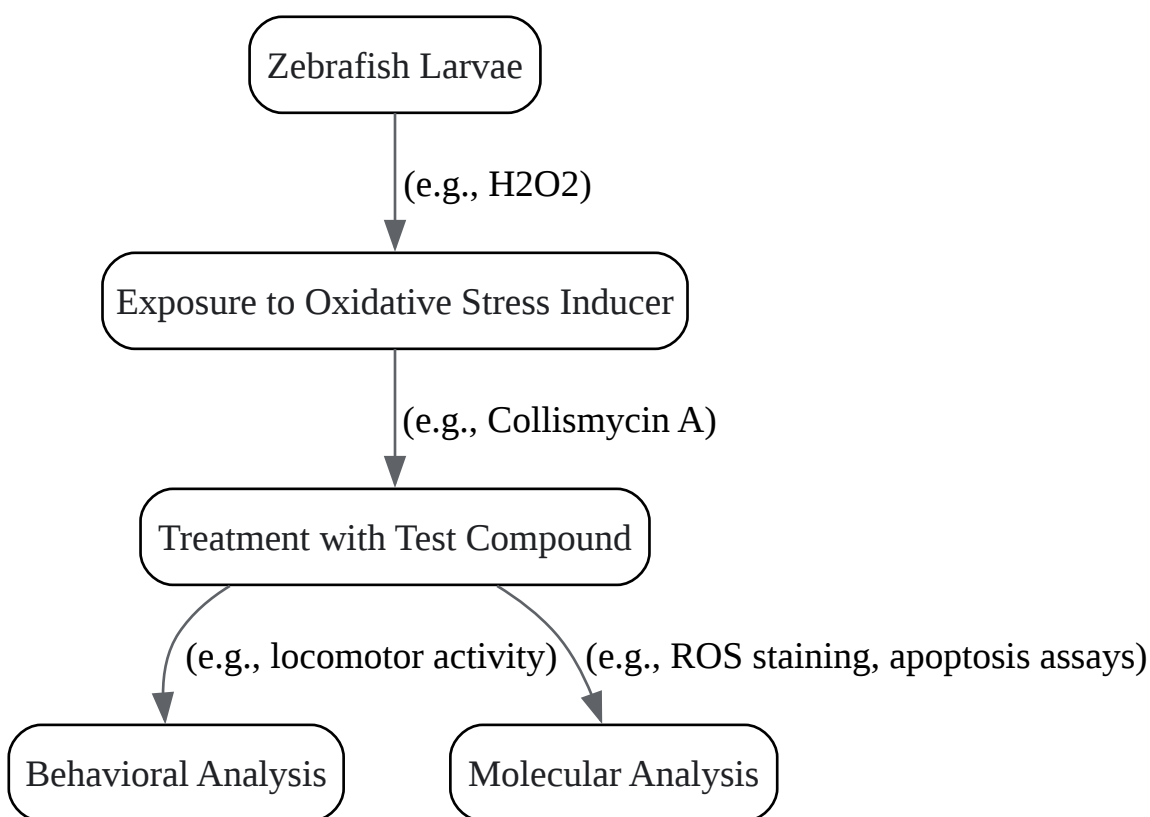 Zebrafish Larvae
(e.g., H2O2)
Exposure to Oxidative Stress Inducer
(e.g., Collismycin A)
Treatment with Test Compound
(e.g., locomotor activity)
(e.g., ROS staining, apoptosis assays)
Behavioral Analysis
Molecular Analysis